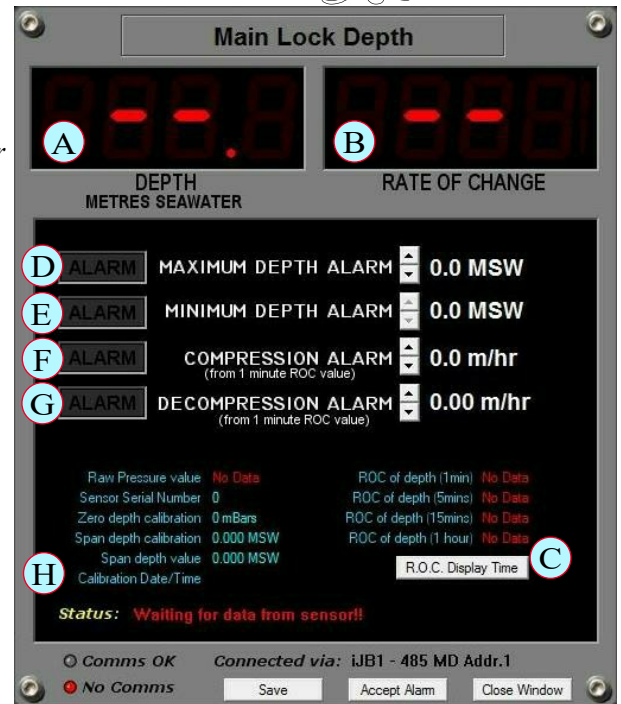 Main Lock Depth
A
- -.
B
- -
r
DEPTH
METRES SEAWATER
RATE OF CHANGE
D ALARM MAXIMUM DEPTH ALARM 0.0 MSW
E ALARM MINIMUM DEPTH ALARM 0.0 MSW
F ALARM COMPRESSION ALARM 0.0 m/hr
(from 1 minute ROC value)
G ALARM DECOMPRESSION ALARM 0.00 m/hr
(from 1 minute ROC value)
Raw Pressure value No Data
Sensor Serial Number 0
Zero depth calibration 0 mBars
Span depth calibration 0.000 MSW
Span depth value 0.000 MSW
H Calibration Date/Time
ROC of depth (1min) No Data
ROC of depth (5mins) No Data
ROC of depth (15mins) No Data
ROC of depth (1 hour) No Data
R.O.C. Display Time C
Status: Waiting for data from sensor!!
Comms OK Connected via: iJB1 - 485 MD Addr.1
No Comms Save Accept Alarm Close Window